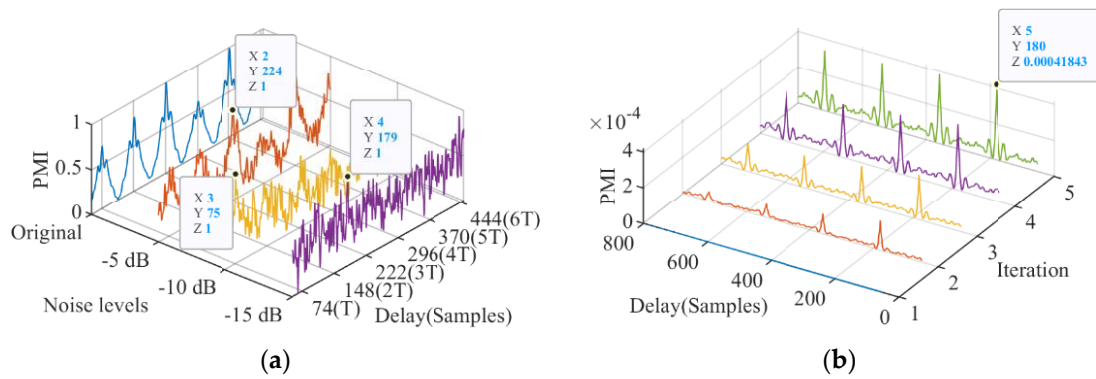 X 2
Y 224
Z 1
X 4
Y 179
Z 1
X 3
Y 75
Z 1
1
0.5
0
PMI
Original
-5 dB
-10 dB
-15 dB
Noise levels
444(6T)
370(5T)
296(4T)
222(3T)
148(2T)
74(T)
Delay(Samples)
(a)
X 5
Y 180
Z 0.00041843
×10⁻⁴
4
2
0
PMI
800
600
400
200
0
Delay(Samples)
5
4
3
2
1
Iteration
(b)